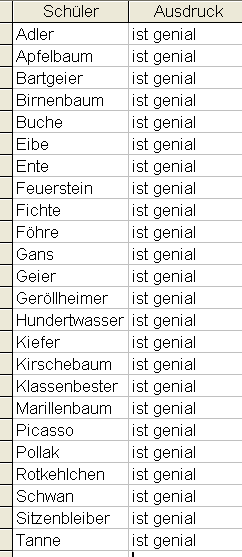 Schüler Ausdruck
Adler ist genial
Apfelbaum ist genial
Bartgeier ist genial
Birnenbaum ist genial
Buche ist genial
Eibe ist genial
Ente ist genial
Feuerstein ist genial
Fichte ist genial
Föhre ist genial
Gans ist genial
Geier ist genial
Geröllheimer ist genial
Hundertwasser ist genial
Kiefer ist genial
Kirschebaum ist genial
Klassenbester ist genial
Marillenbaum ist genial
Picasso ist genial
Pollak ist genial
Rotkehlchen ist genial
Schwan ist genial
Sitzenbleiber ist genial
Tanne ist genial